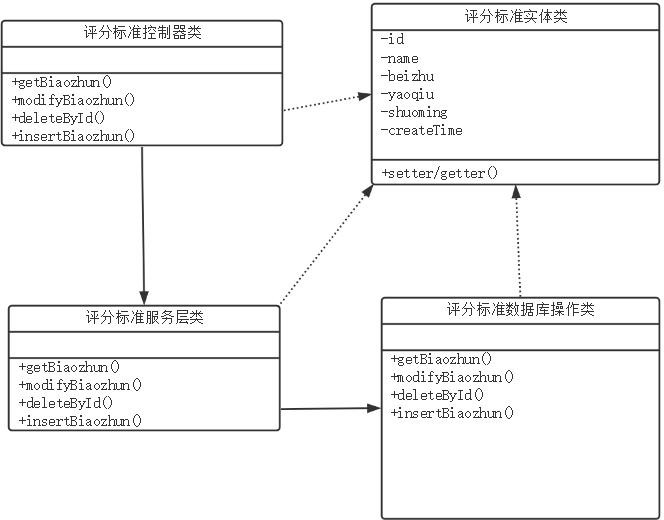 评分标准控制器类
+getBiaozhun()
+modifyBiaozhun()
+deleteById()
+insertBiaozhun()
评分标准实体类
-id
-name
-beizhu
-yaoqiu
-shuoming
-createTime
+setter/getter()
评分标准服务层类
+getBiaozhun()
+modifyBiaozhun()
+deleteById()
+insertBiaozhun()
评分标准数据库操作类
+getBiaozhun()
+modifyBiaozhun()
+deleteById()
+insertBiaozhun()